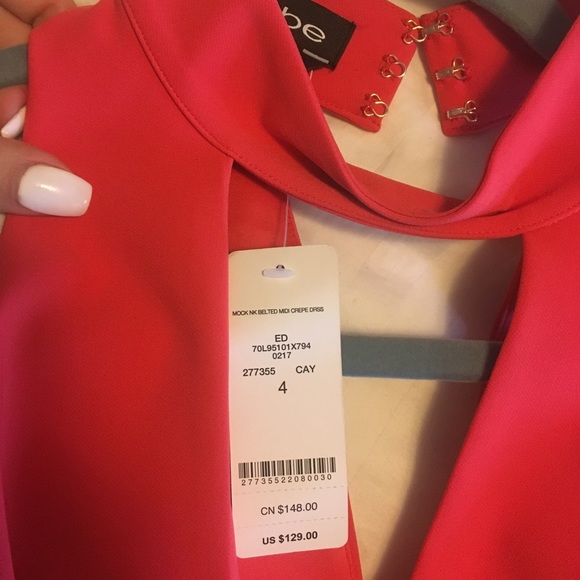 be
MOCK NK BELTED MIDI CREPE DRSS
ED
70L95101X794
0217
277355 CAY
4
27735522080030
CN $148.00
US $129.00